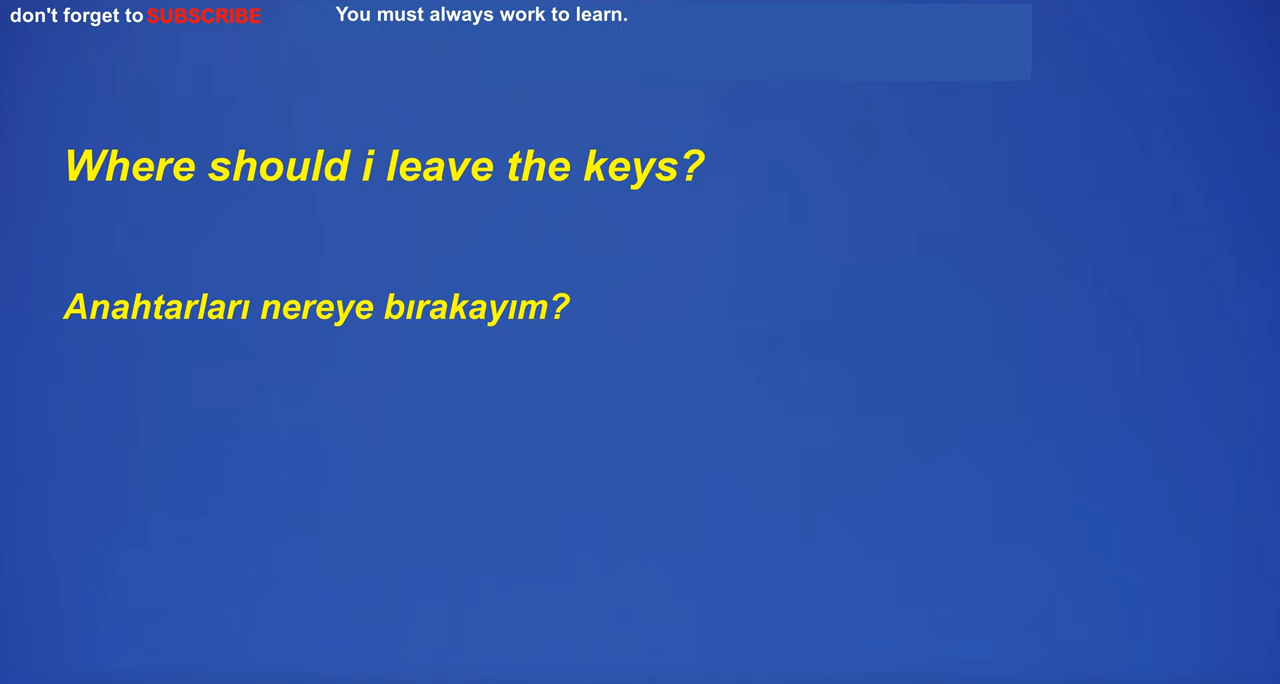 don't forget to SUBSCRIBE You must always work to learn.
Where should i leave the keys?
Anahtarları nereye bırakayım?